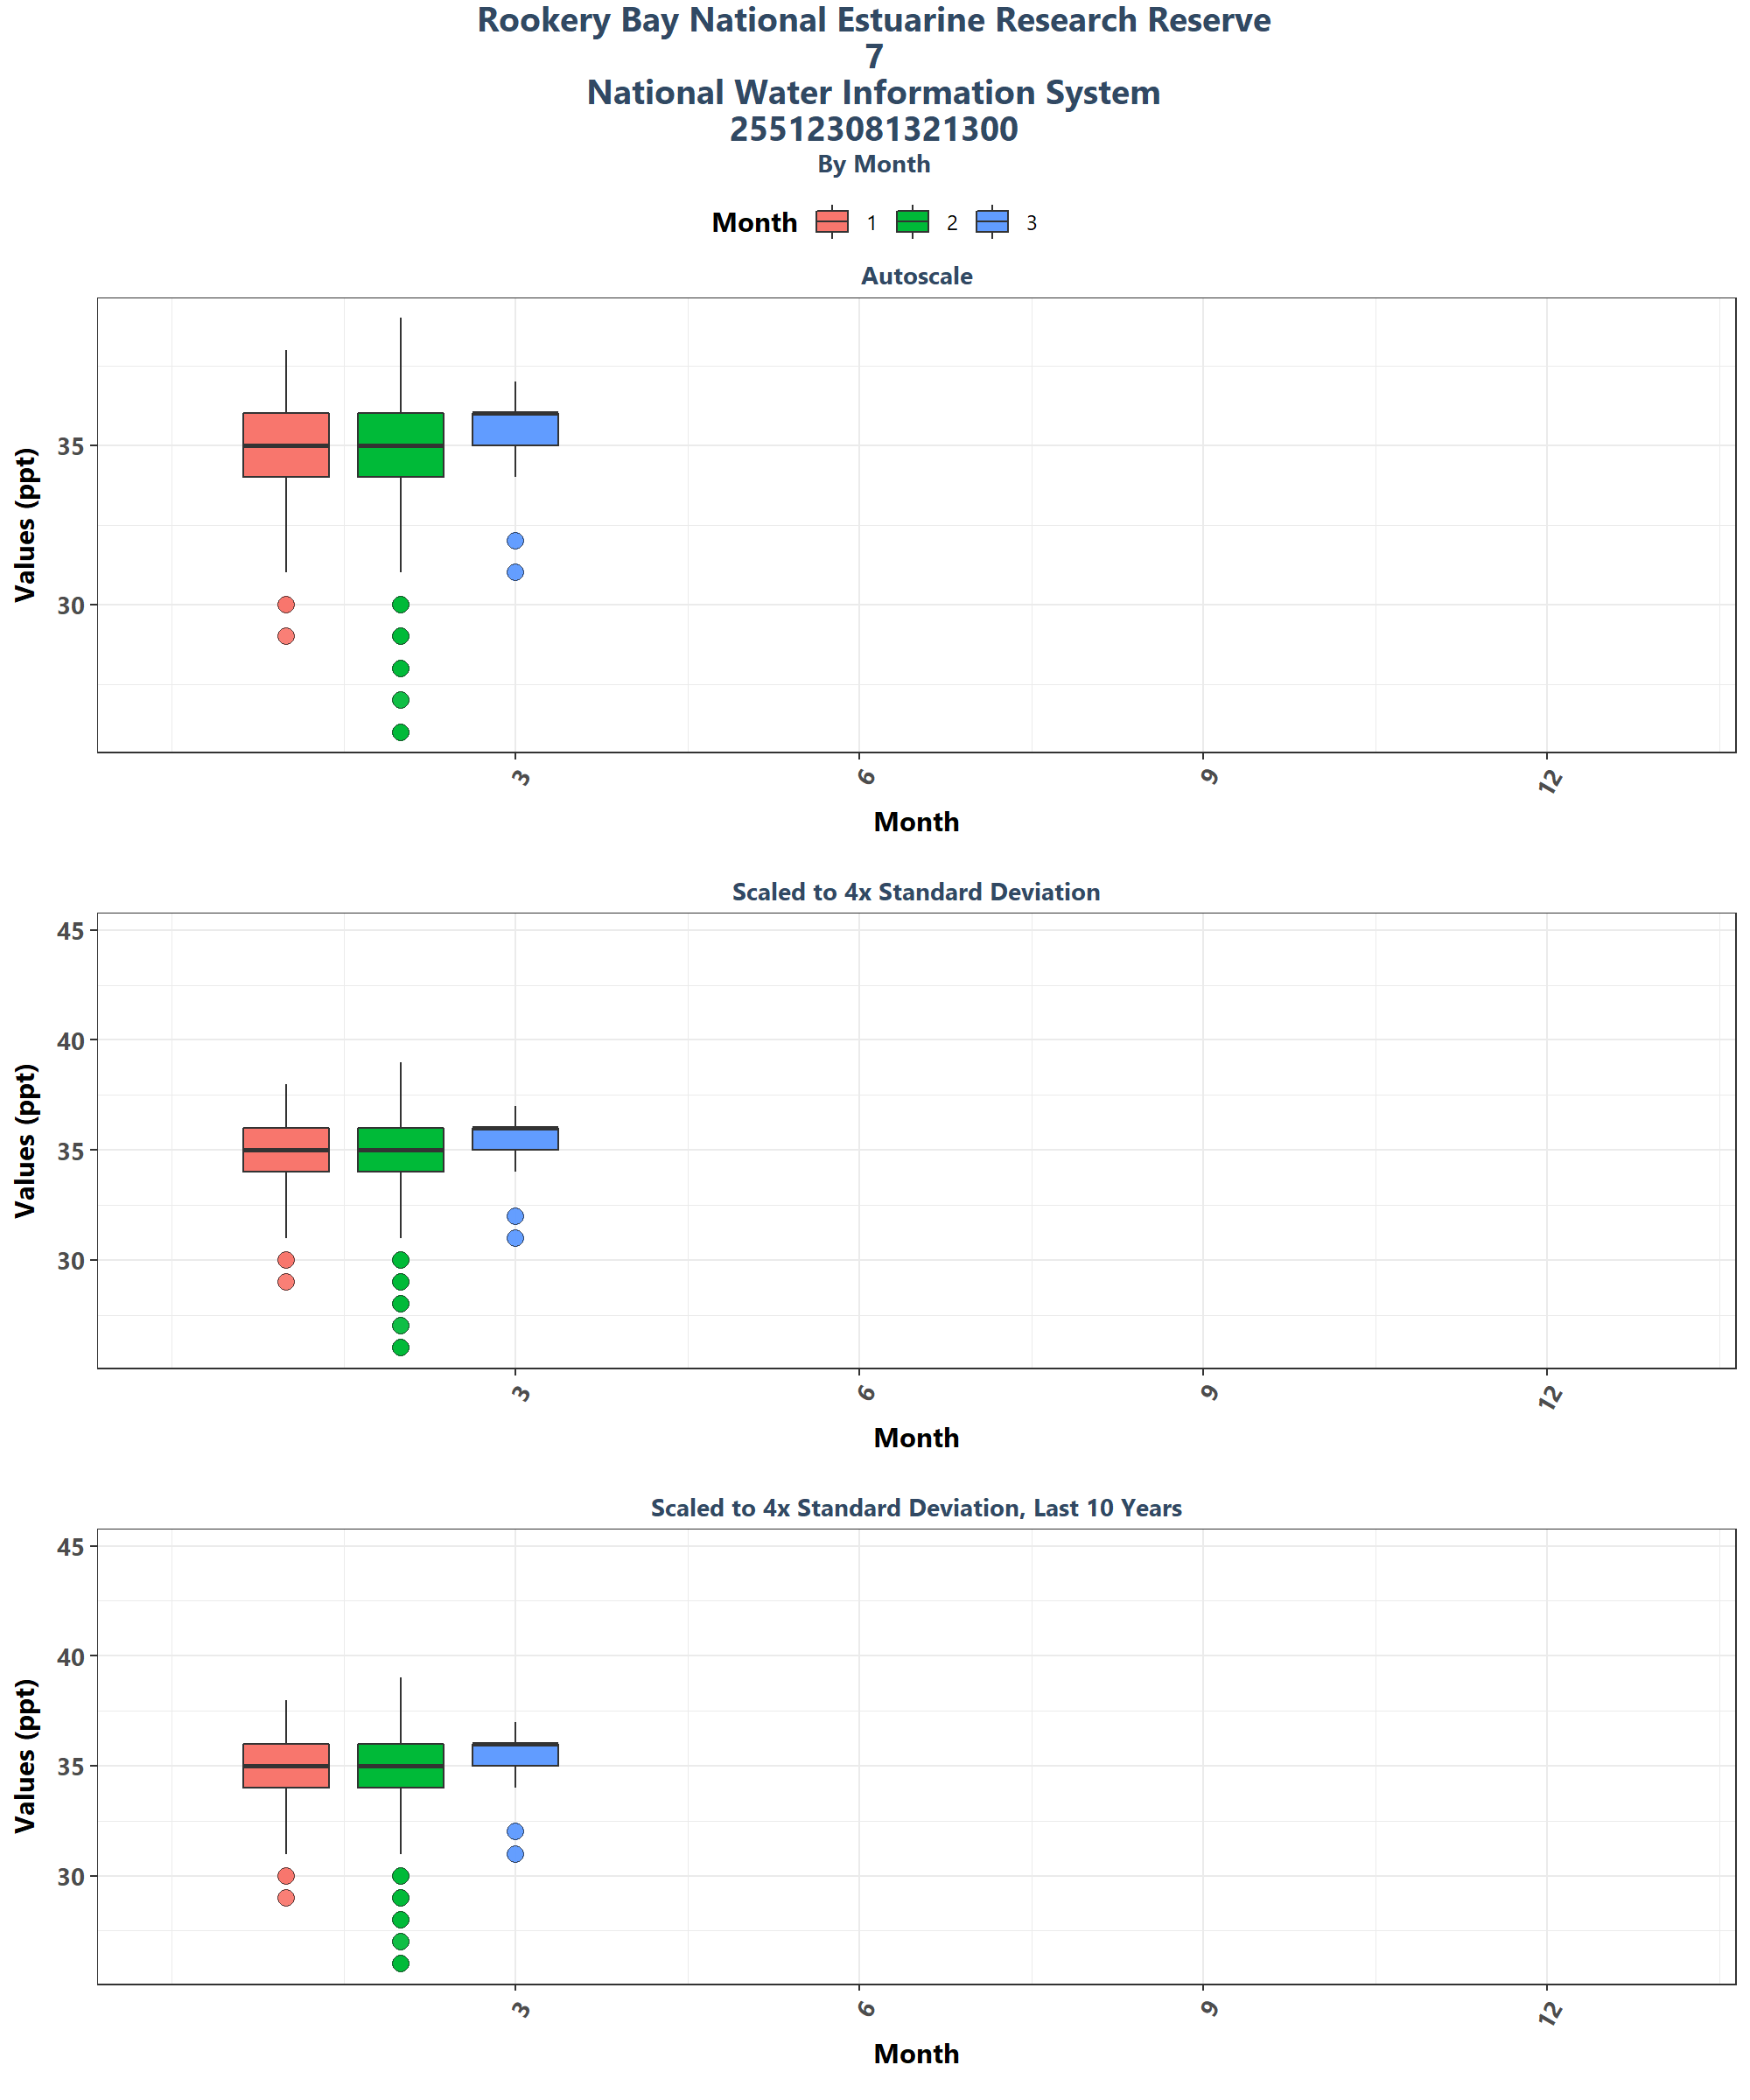 Rookery Bay National Estuarine Research Reserve
7
National Water Information System
255123081321300
By Month
Month 1 2 3
Autoscale
Values (ppt)
35
30
3 6 9 12
Month
Scaled to 4x Standard Deviation
Values (ppt)
45
40
35
30
3 6 9 12
Month
Scaled to 4x Standard Deviation, Last 10 Years
Values (ppt)
45
40
35
30
3 6 9 12
Month